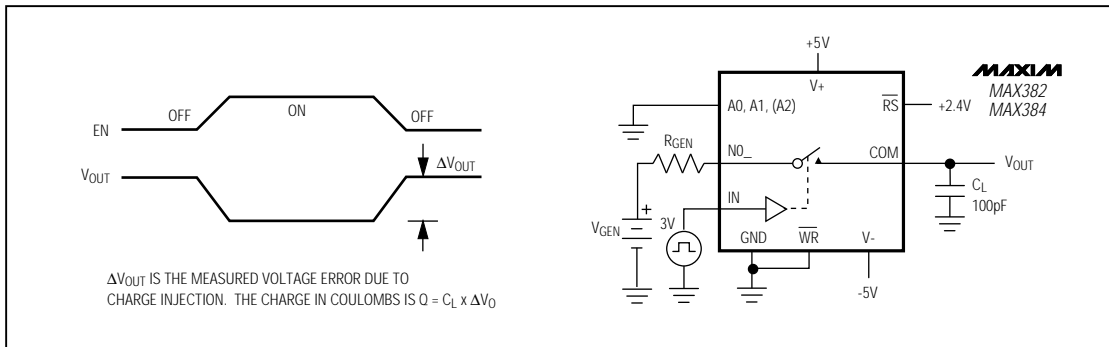 OFF
ON
OFF
EN
VOUT
ΔVOUT
ΔVOUT IS THE MEASURED VOLTAGE ERROR DUE TO
CHARGE INJECTION. THE CHARGE IN COULOMBS IS Q = CL x ΔVO
+5V
V+
MAXIM
MAX382
MAX384
A0, A1, (A2)
RS
+2.4V
RGEN
N0_
COM
VOUT
CL
100pF
IN
VGEN
+
3V
GND
WR
V-
-5V